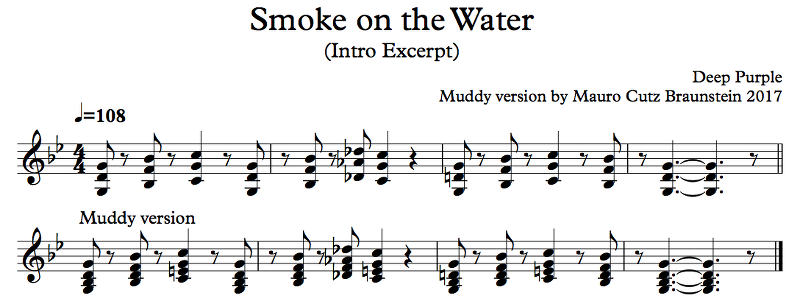 Smoke on the Water
(Intro Excerpt)
Deep Purple
Muddy version by Mauro Cutz Braunstein 2017
♩=108
4
4
Muddy version